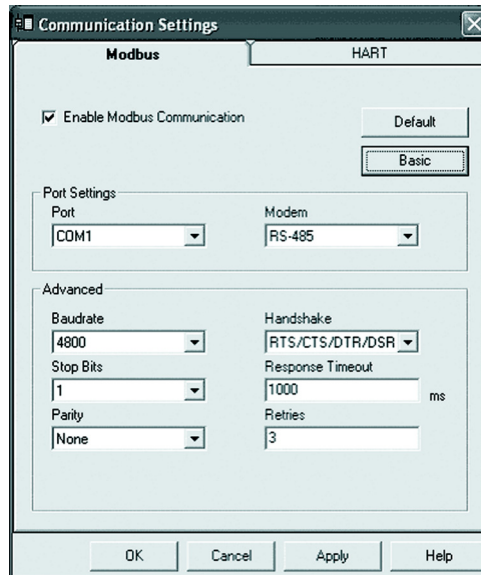 Communication Settings
Modbus
HART
Enable Modbus Communication
Default
Basic
Port Settings
Port
Modem
COM1
RS-485
Advanced
Baudrate
Handshake
4800
RTS/CTS/DTR/DSR
Stop Bits
Response Timeout
1
1000
ms
Parity
Retries
None
3
OK
Cancel
Apply
Help